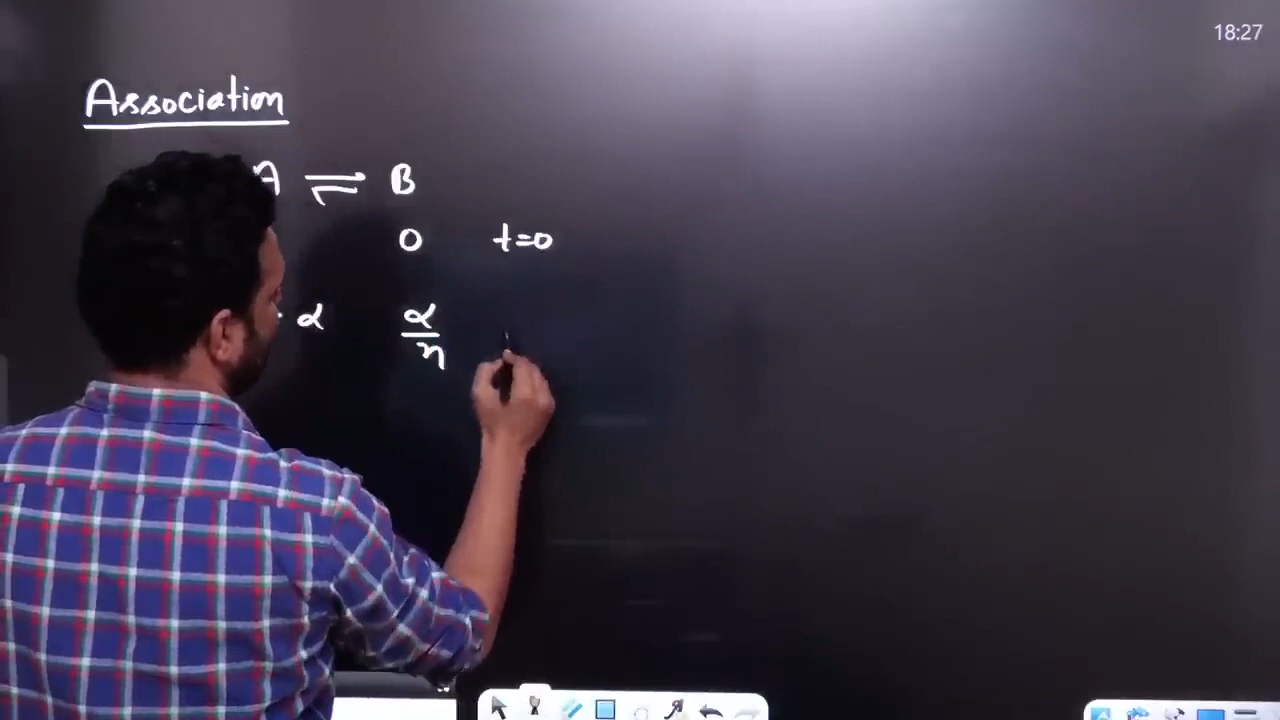 18:27
Association
A ⇌ B
0 t=0
α α/n